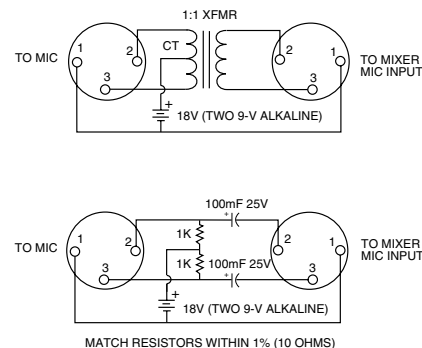 1:1 XFMR
TO MIC
1
2
3
CT
2
1
3
TO MIXER
MIC INPUT
+
18V (TWO 9-V ALKALINE)
100mF 25V
+
TO MIC
1
2
3
1K
1K
100mF 25V
+
2
1
3
TO MIXER
MIC INPUT
+
18V (TWO 9-V ALKALINE)
MATCH RESISTORS WITHIN 1% (10 OHMS)